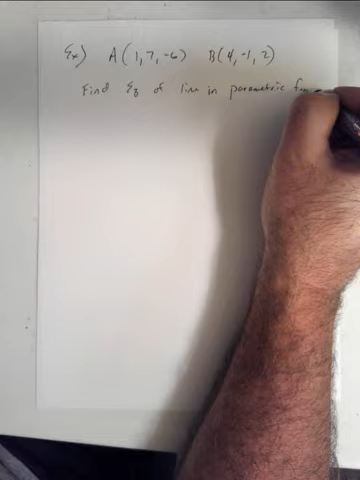 Ex) A(1,7,-6) B(4,-1,2)
Find Eq of line in parametric